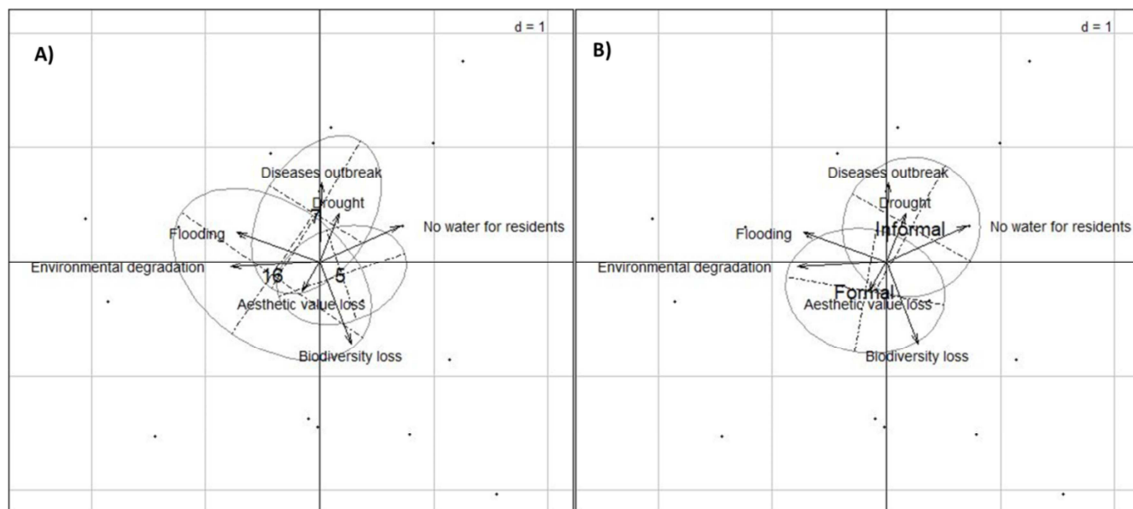 A)
d = 1
Diseases outbreak
Drought
7
No water for residents
Flooding
Environmental degradation
16
5
Aesthetic value loss
Biodiversity loss
B)
d = 1
Diseases outbreak
Drought
Informal
No water for residents
Flooding
Environmental degradation
Formal
Aesthetic value loss
Biodiversity loss